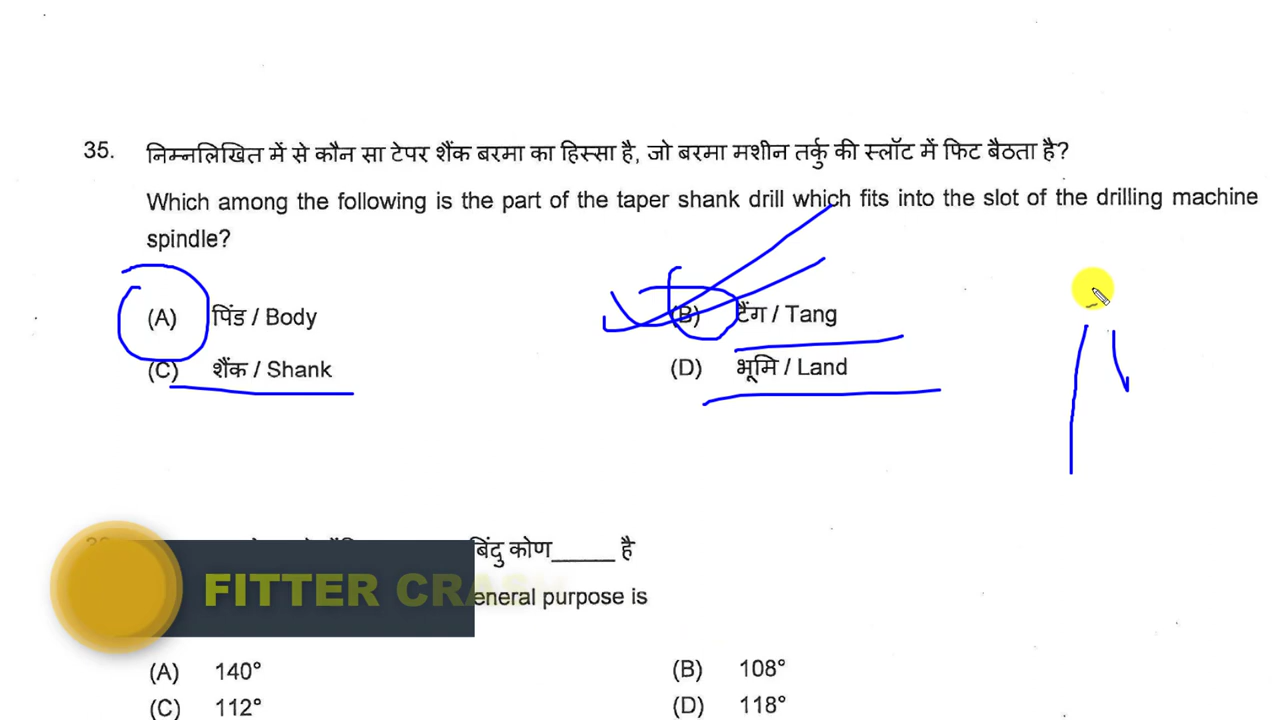 35. निम्नलिखित में से कौन सा टेपर शैंक बरमा का हिस्सा है, जो बरमा मशीन तर्कु की स्लॉट में फिट बैठता है?
Which among the following is the part of the taper shank drill which fits into the slot of the drilling machine
spindle?
(A) पिंड / Body (B) टैंग / Tang
(C) शैंक / Shank (D) भूमि / Land
बिंदु कोण_____ है
FITTER CRASH eneral purpose is
(A) 140° (B) 108°
(C) 112° (D) 118°